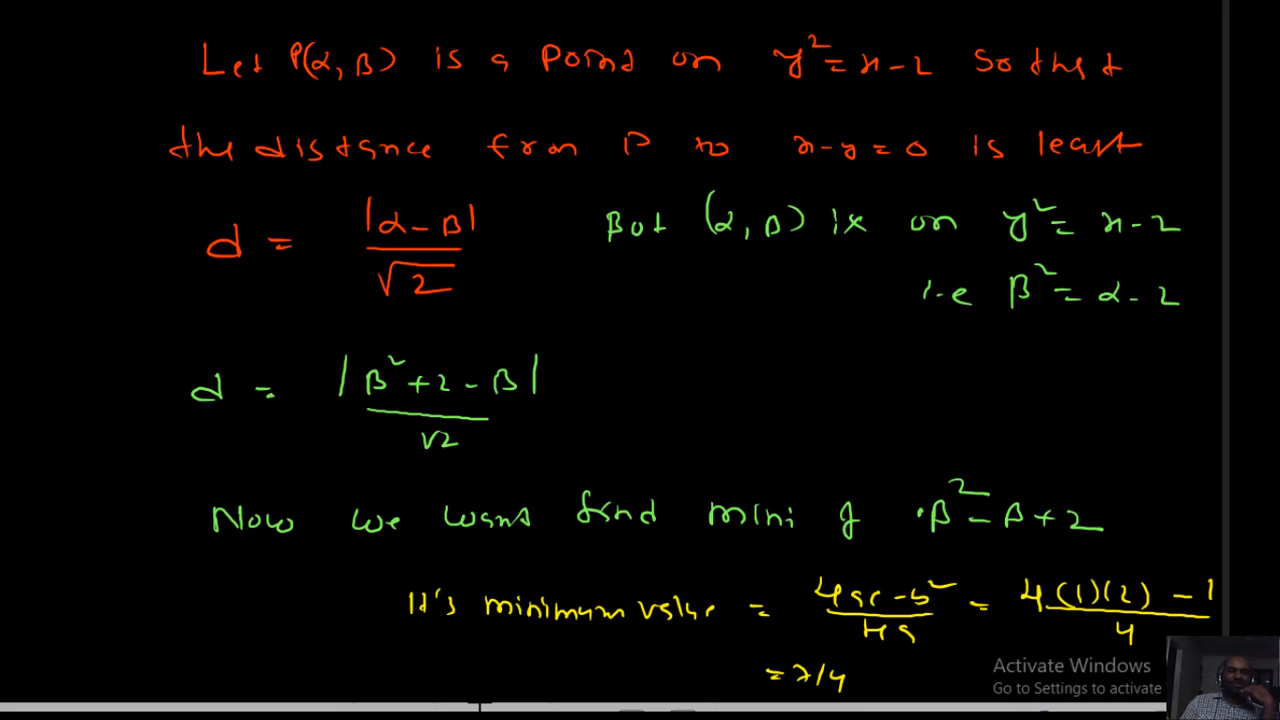 Let P(α, β) is a point on y² = x - 2 so that
the distance from P to x - y = 0 is least
d = |α - β| / √2 But (α, β) is on y² = x - 2
i.e β² = α - 2
d = |β² + 2 - β| / √2
Now we want find mini of β² - β + 2
It's minimum value = (4ac - b²) / 4a = (4(1)(2) - 1) / 4
= 7/4
Activate Windows
Go to Settings to activate